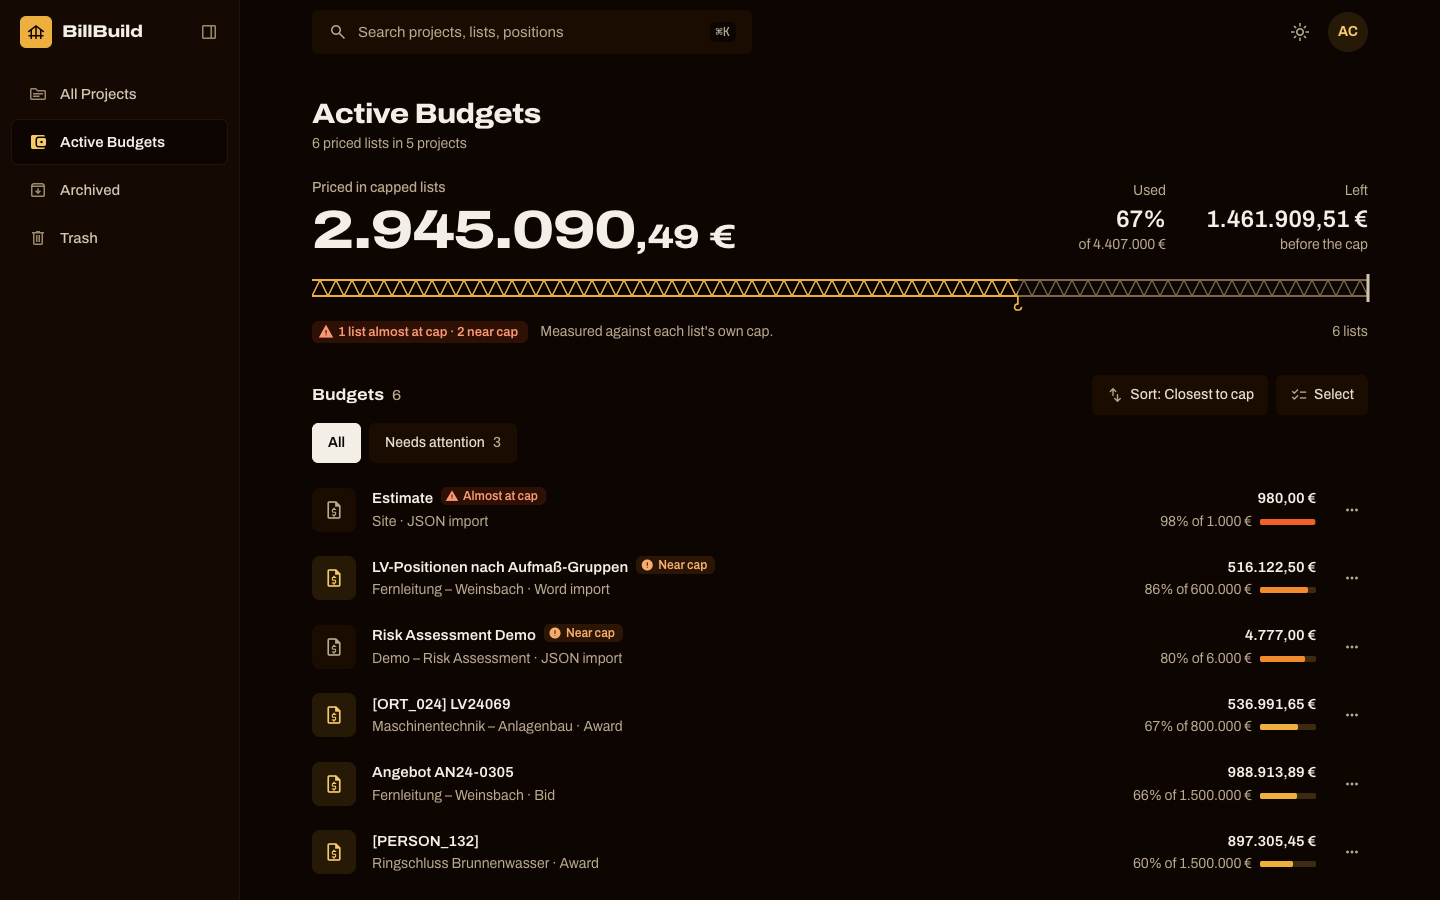 BillBuild
Search projects, lists, positions
⌘K
AC
All Projects
Active Budgets
Archived
Trash
Active Budgets
6 priced lists in 5 projects
Priced in capped lists
2.945.090,49 €
Used
67%
of 4.407.000 €
Left
1.461.909,51 €
before the cap
1 list almost at cap · 2 near cap
Measured against each list's own cap.
6 lists
Budgets 6
Sort: Closest to cap
Select
All
Needs attention 3
Estimate
Almost at cap
980,00 €
Site · JSON import
98% of 1.000 €
LV-Positionen nach Aufmaß-Gruppen
Near cap
516.122,50 €
Fernleitung – Weinsbach · Word import
86% of 600.000 €
Risk Assessment Demo
Near cap
4.777,00 €
Demo – Risk Assessment · JSON import
80% of 6.000 €
[ORT_024] LV24069
536.991,65 €
Maschinentechnik – Anlagenbau · Award
67% of 800.000 €
Angebot AN24-0305
988.913,89 €
Fernleitung – Weinsbach · Bid
66% of 1.500.000 €
[PERSON_132]
897.305,45 €
Ringschluss Brunnenwasser · Award
60% of 1.500.000 €